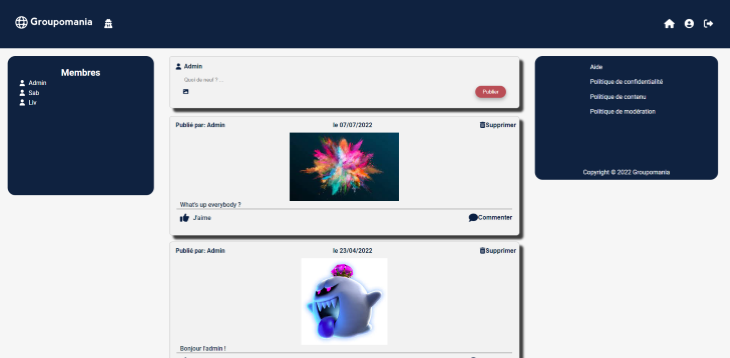 Groupomania
Membres
Admin
Sab
Liv
Admin
Quoi de neuf ? ...
Publier
Publié par: Admin
le 07/07/2022
Supprimer
What's up everybody ?
J'aime
Commenter
Publié par: Admin
le 23/04/2022
Supprimer
Bonjour l'admin !
Aide
Politique de confidentialité
Politique de contenu
Politique de modération
Copyright © 2022 Groupomania